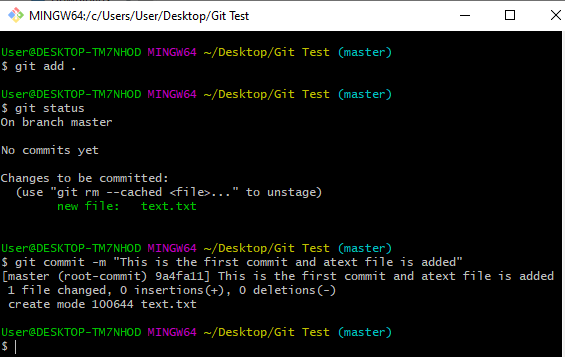 MINGW64:/c/Users/User/Desktop/Git Test
User@DESKTOP-TM7NHOD MINGW64 ~/Desktop/Git Test (master)
$ git add .
User@DESKTOP-TM7NHOD MINGW64 ~/Desktop/Git Test (master)
$ git status
On branch master
No commits yet
Changes to be committed:
  (use "git rm --cached <file>..." to unstage)
        new file:   text.txt
User@DESKTOP-TM7NHOD MINGW64 ~/Desktop/Git Test (master)
$ git commit -m "This is the first commit and atext file is added"
[master (root-commit) 9a4fa11] This is the first commit and atext file is added
 1 file changed, 0 insertions(+), 0 deletions(-)
 create mode 100644 text.txt
User@DESKTOP-TM7NHOD MINGW64 ~/Desktop/Git Test (master)
$